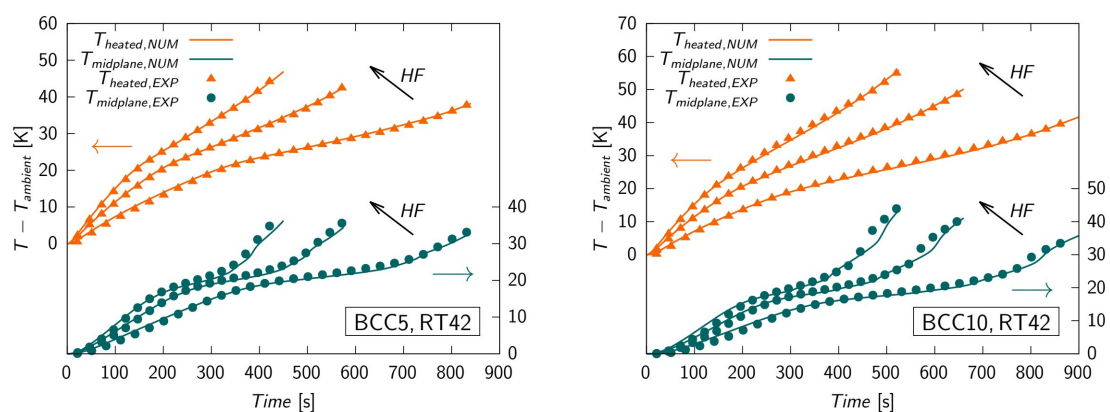 60
50
40
30
20
10
0
T − T_ambient [K]
T_heated,NUM
T_midplane,NUM
T_heated,EXP
T_midplane,EXP
HF
HF
40
30
20
10
0
BCC5, RT42
0 100 200 300 400 500 600 700 800 900
Time [s]
70
60
50
40
30
20
10
0
T − T_ambient [K]
T_heated,NUM
T_midplane,NUM
T_heated,EXP
T_midplane,EXP
HF
HF
50
40
30
20
10
0
BCC10, RT42
0 100 200 300 400 500 600 700 800 900
Time [s]